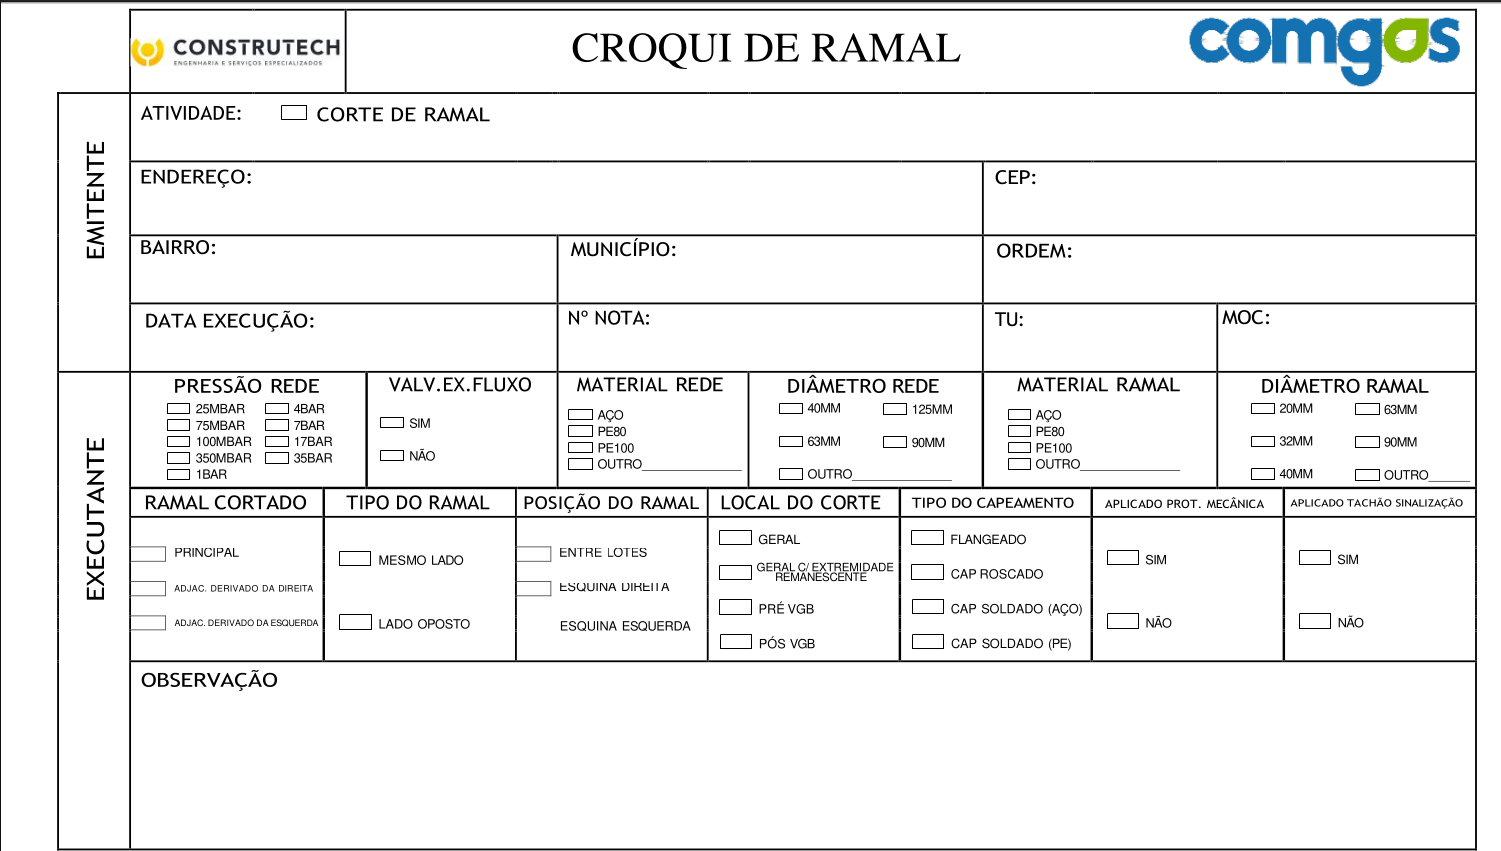 CONSTRUTECH
ENGENHARIA E SERVIÇOS ESPECIALIZADOS
CROQUI DE RAMAL
comgas
EMITENTE
ATIVIDADE: CORTE DE RAMAL
ENDEREÇO: CEP:
BAIRRO: MUNICÍPIO: ORDEM:
DATA EXECUÇÃO: Nº NOTA: TU: MOC:
EXECUTANTE
PRESSÃO REDE
25MBAR 4BAR
75MBAR 7BAR
100MBAR 17BAR
350MBAR 35BAR
1BAR
VALV.EX.FLUXO
SIM
NÃO
MATERIAL REDE
AÇO
PE80
PE100
OUTRO______________
DIÂMETRO REDE
40MM 125MM
63MM 90MM
OUTRO______________
MATERIAL RAMAL
AÇO
PE80
PE100
OUTRO______________
DIÂMETRO RAMAL
20MM 63MM
32MM 90MM
40MM OUTRO______
RAMAL CORTADO
PRINCIPAL
ADJAC. DERIVADO DA DIREITA
ADJAC. DERIVADO DA ESQUERDA
TIPO DO RAMAL
MESMO LADO
LADO OPOSTO
POSIÇÃO DO RAMAL
ENTRE LOTES
ESQUINA DIREITA
ESQUINA ESQUERDA
LOCAL DO CORTE
GERAL
GERAL C/ EXTREMIDADE
REMANESCENTE
PRÉ VGB
PÓS VGB
TIPO DO CAPEAMENTO
FLANGEADO
CAP ROSCADO
CAP SOLDADO (AÇO)
CAP SOLDADO (PE)
APLICADO PROT. MECÂNICA
SIM
NÃO
APLICADO TACHÃO SINALIZAÇÃO
SIM
NÃO
OBSERVAÇÃO